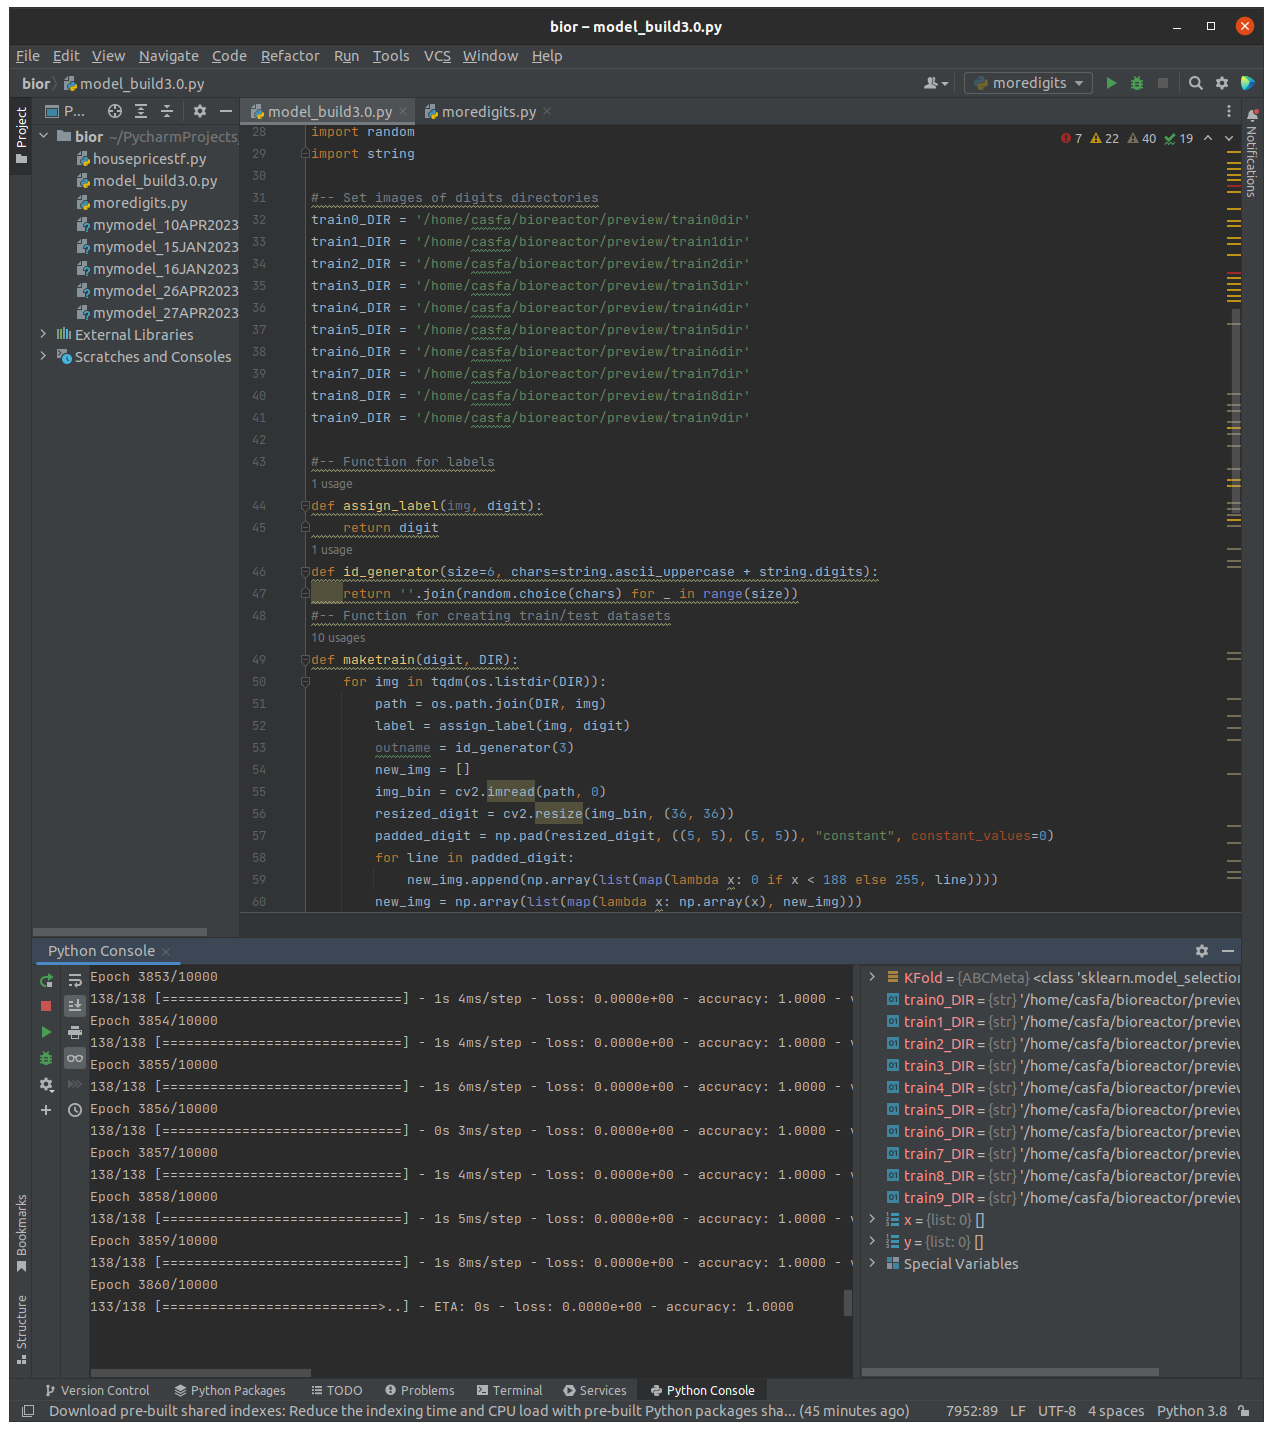 bior – model_build3.0.py
File Edit View Navigate Code Refactor Run Tools VCS Window Help
bior model_build3.0.py moredigits
P... model_build3.0.py moredigits.py
Project
Notifications
bior ~/PycharmProjects
housepricestf.py
model_build3.0.py
moredigits.py
mymodel_10APR2023
mymodel_15JAN2023
mymodel_16JAN2023
mymodel_26APR2023
mymodel_27APR2023
External Libraries
Scratches and Consoles
7 22 40 19
28 import random
29 import string
30
31 #-- Set images of digits directories
32 train0_DIR = '/home/casfa/bioreactor/preview/train0dir'
33 train1_DIR = '/home/casfa/bioreactor/preview/train1dir'
34 train2_DIR = '/home/casfa/bioreactor/preview/train2dir'
35 train3_DIR = '/home/casfa/bioreactor/preview/train3dir'
36 train4_DIR = '/home/casfa/bioreactor/preview/train4dir'
37 train5_DIR = '/home/casfa/bioreactor/preview/train5dir'
38 train6_DIR = '/home/casfa/bioreactor/preview/train6dir'
39 train7_DIR = '/home/casfa/bioreactor/preview/train7dir'
40 train8_DIR = '/home/casfa/bioreactor/preview/train8dir'
41 train9_DIR = '/home/casfa/bioreactor/preview/train9dir'
42
43 #-- Function for labels
1 usage
44 def assign_label(img, digit):
45     return digit
1 usage
46 def id_generator(size=6, chars=string.ascii_uppercase + string.digits):
47     return ''.join(random.choice(chars) for _ in range(size))
48 #-- Function for creating train/test datasets
10 usages
49 def maketrain(digit, DIR):
50     for img in tqdm(os.listdir(DIR)):
51         path = os.path.join(DIR, img)
52         label = assign_label(img, digit)
53         outname = id_generator(3)
54         new_img = []
55         img_bin = cv2.imread(path, 0)
56         resized_digit = cv2.resize(img_bin, (36, 36))
57         padded_digit = np.pad(resized_digit, ((5, 5), (5, 5)), "constant", constant_values=0)
58         for line in padded_digit:
59             new_img.append(np.array(list(map(lambda x: 0 if x < 188 else 255, line))))
60         new_img = np.array(list(map(lambda x: np.array(x), new_img)))
Python Console
Epoch 3853/10000
138/138 [==============================] - 1s 4ms/step - loss: 0.0000e+00 - accuracy: 1.0000 - v
Epoch 3854/10000
138/138 [==============================] - 1s 4ms/step - loss: 0.0000e+00 - accuracy: 1.0000 - v
Epoch 3855/10000
138/138 [==============================] - 1s 6ms/step - loss: 0.0000e+00 - accuracy: 1.0000 - v
Epoch 3856/10000
138/138 [==============================] - 0s 3ms/step - loss: 0.0000e+00 - accuracy: 1.0000 - v
Epoch 3857/10000
138/138 [==============================] - 1s 4ms/step - loss: 0.0000e+00 - accuracy: 1.0000 - v
Epoch 3858/10000
138/138 [==============================] - 1s 5ms/step - loss: 0.0000e+00 - accuracy: 1.0000 - v
Epoch 3859/10000
138/138 [==============================] - 1s 8ms/step - loss: 0.0000e+00 - accuracy: 1.0000 - v
Epoch 3860/10000
133/138 [===========================>..] - ETA: 0s - loss: 0.0000e+00 - accuracy: 1.0000
KFold = {ABCMeta} <class 'sklearn.model_selection
train0_DIR = {str} '/home/casfa/bioreactor/preview
train1_DIR = {str} '/home/casfa/bioreactor/preview
train2_DIR = {str} '/home/casfa/bioreactor/preview
train3_DIR = {str} '/home/casfa/bioreactor/preview
train4_DIR = {str} '/home/casfa/bioreactor/preview
train5_DIR = {str} '/home/casfa/bioreactor/preview
train6_DIR = {str} '/home/casfa/bioreactor/preview
train7_DIR = {str} '/home/casfa/bioreactor/preview
train8_DIR = {str} '/home/casfa/bioreactor/preview
train9_DIR = {str} '/home/casfa/bioreactor/preview
x = {list: 0} []
y = {list: 0} []
Special Variables
Bookmarks
Structure
Version Control Python Packages TODO Problems Terminal Services Python Console
Download pre-built shared indexes: Reduce the indexing time and CPU load with pre-built Python packages sha... (45 minutes ago) 7952:89 LF UTF-8 4 spaces Python 3.8